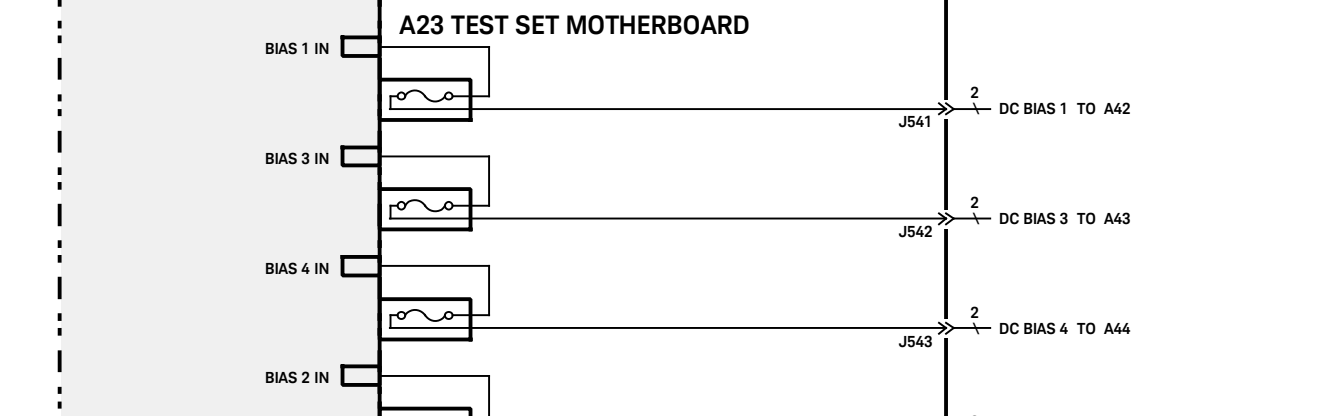 A23 TEST SET MOTHERBOARD
BIAS 1 IN
2
DC BIAS 1 TO A42
J541
BIAS 3 IN
2
DC BIAS 3 TO A43
J542
BIAS 4 IN
2
DC BIAS 4 TO A44
J543
BIAS 2 IN